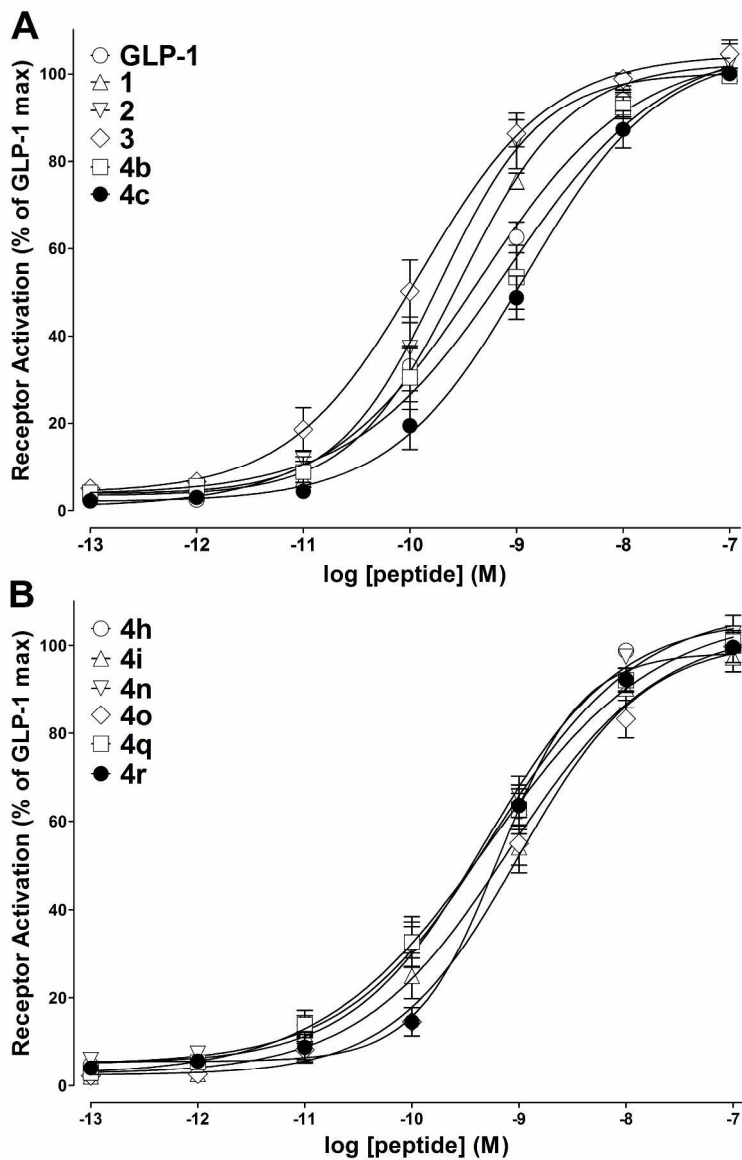 A
GLP-1
1
2
3
4b
4c
Receptor Activation (% of GLP-1 max)
100
80
60
40
20
0
-13 -12 -11 -10 -9 -8 -7
log [peptide] (M)
B
4h
4i
4n
4o
4q
4r
Receptor Activation (% of GLP-1 max)
100
80
60
40
20
0
-13 -12 -11 -10 -9 -8 -7
log [peptide] (M)